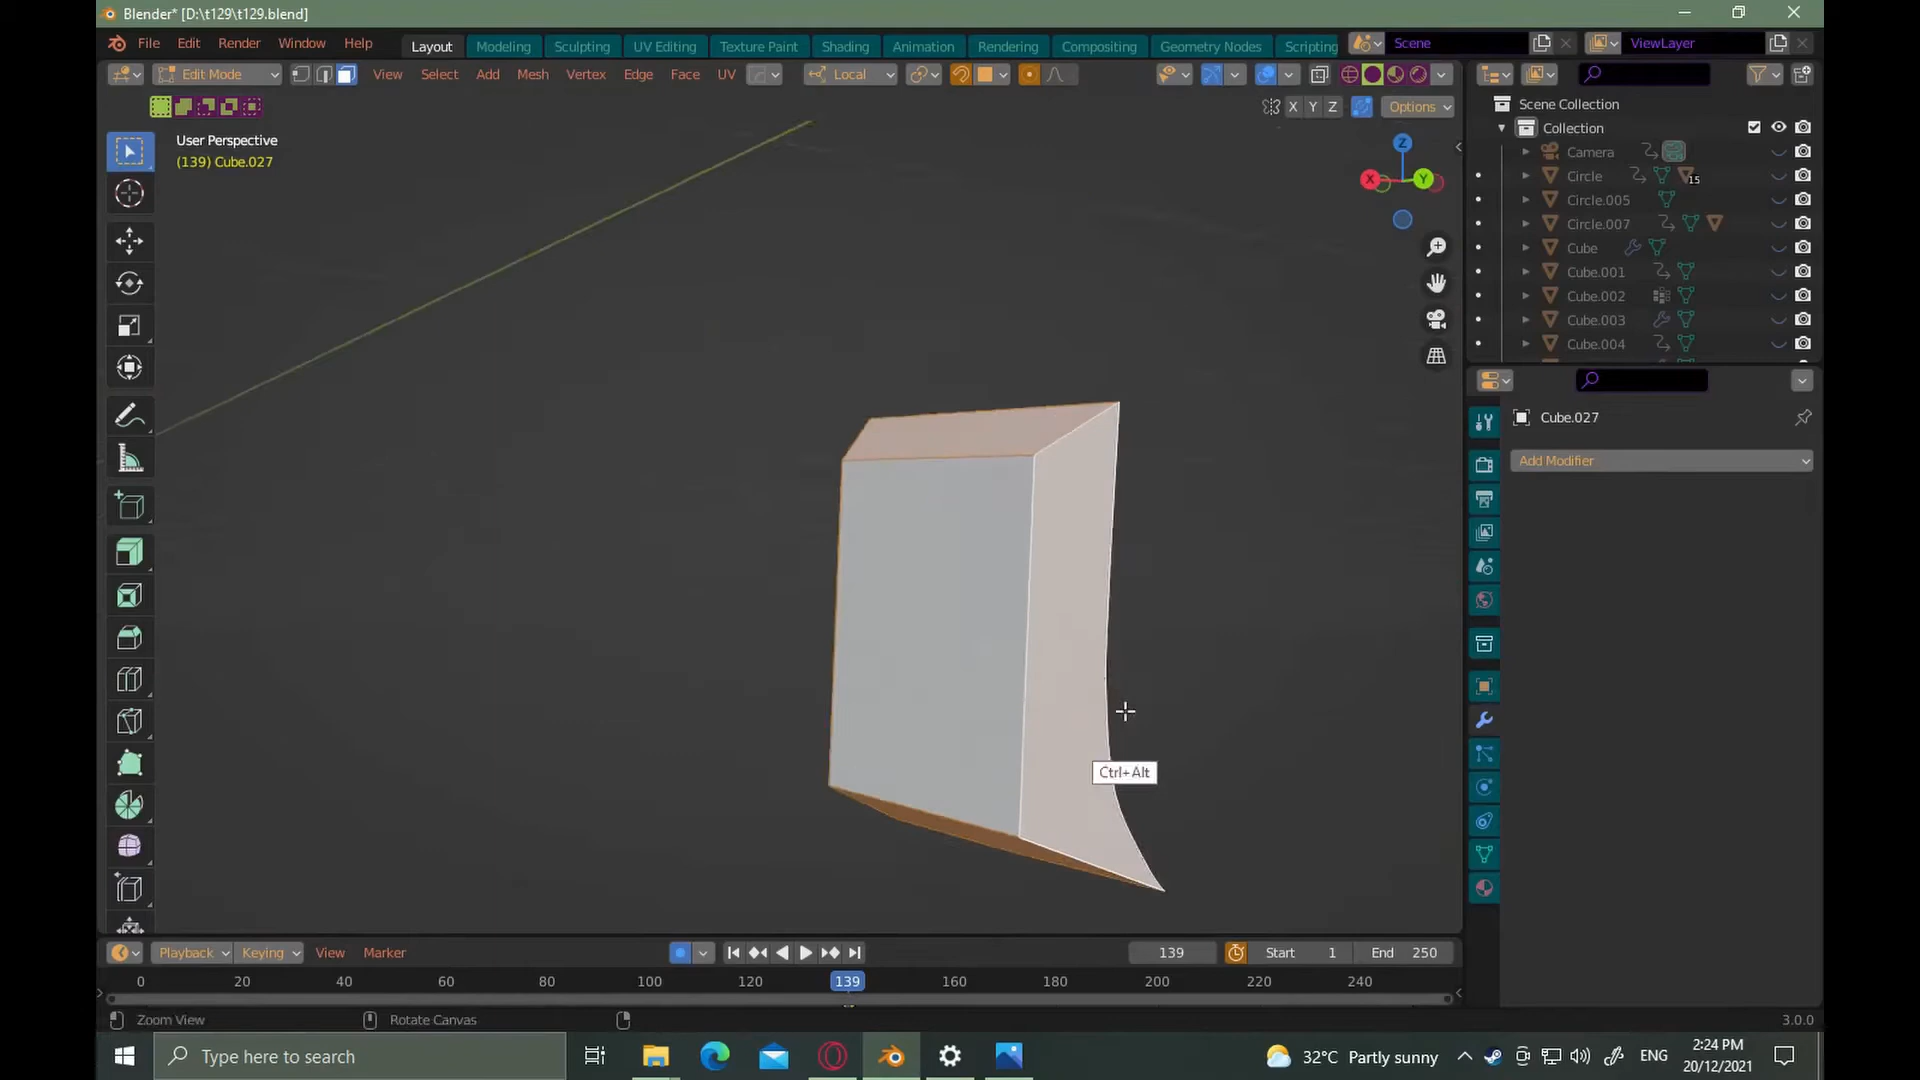 Blender* [D:\t129\t129.blend]
File Edit Render Window Help Layout Modeling Sculpting UV Editing Texture Paint Shading Animation Rendering Compositing Geometry Nodes Scripting Scene ViewLayer
Edit Mode View Select Add Mesh Vertex Edge Face UV Local
X Y Z Options
User Perspective
(139) Cube.027
Z
X Y
Scene Collection
Collection
Camera
Circle 15
Circle.005
Circle.007
Cube
Cube.001
Cube.002
Cube.003
Cube.004
Cube.027
Add Modifier
Ctrl+Alt
Playback Keying View Marker 139 Start 1 End 250
0 20 40 60 80 100 120 139 160 180 200 220 240
Zoom View Rotate Canvas 3.0.0
Type here to search 32°C Partly sunny ENG 2:24 PM
20/12/2021